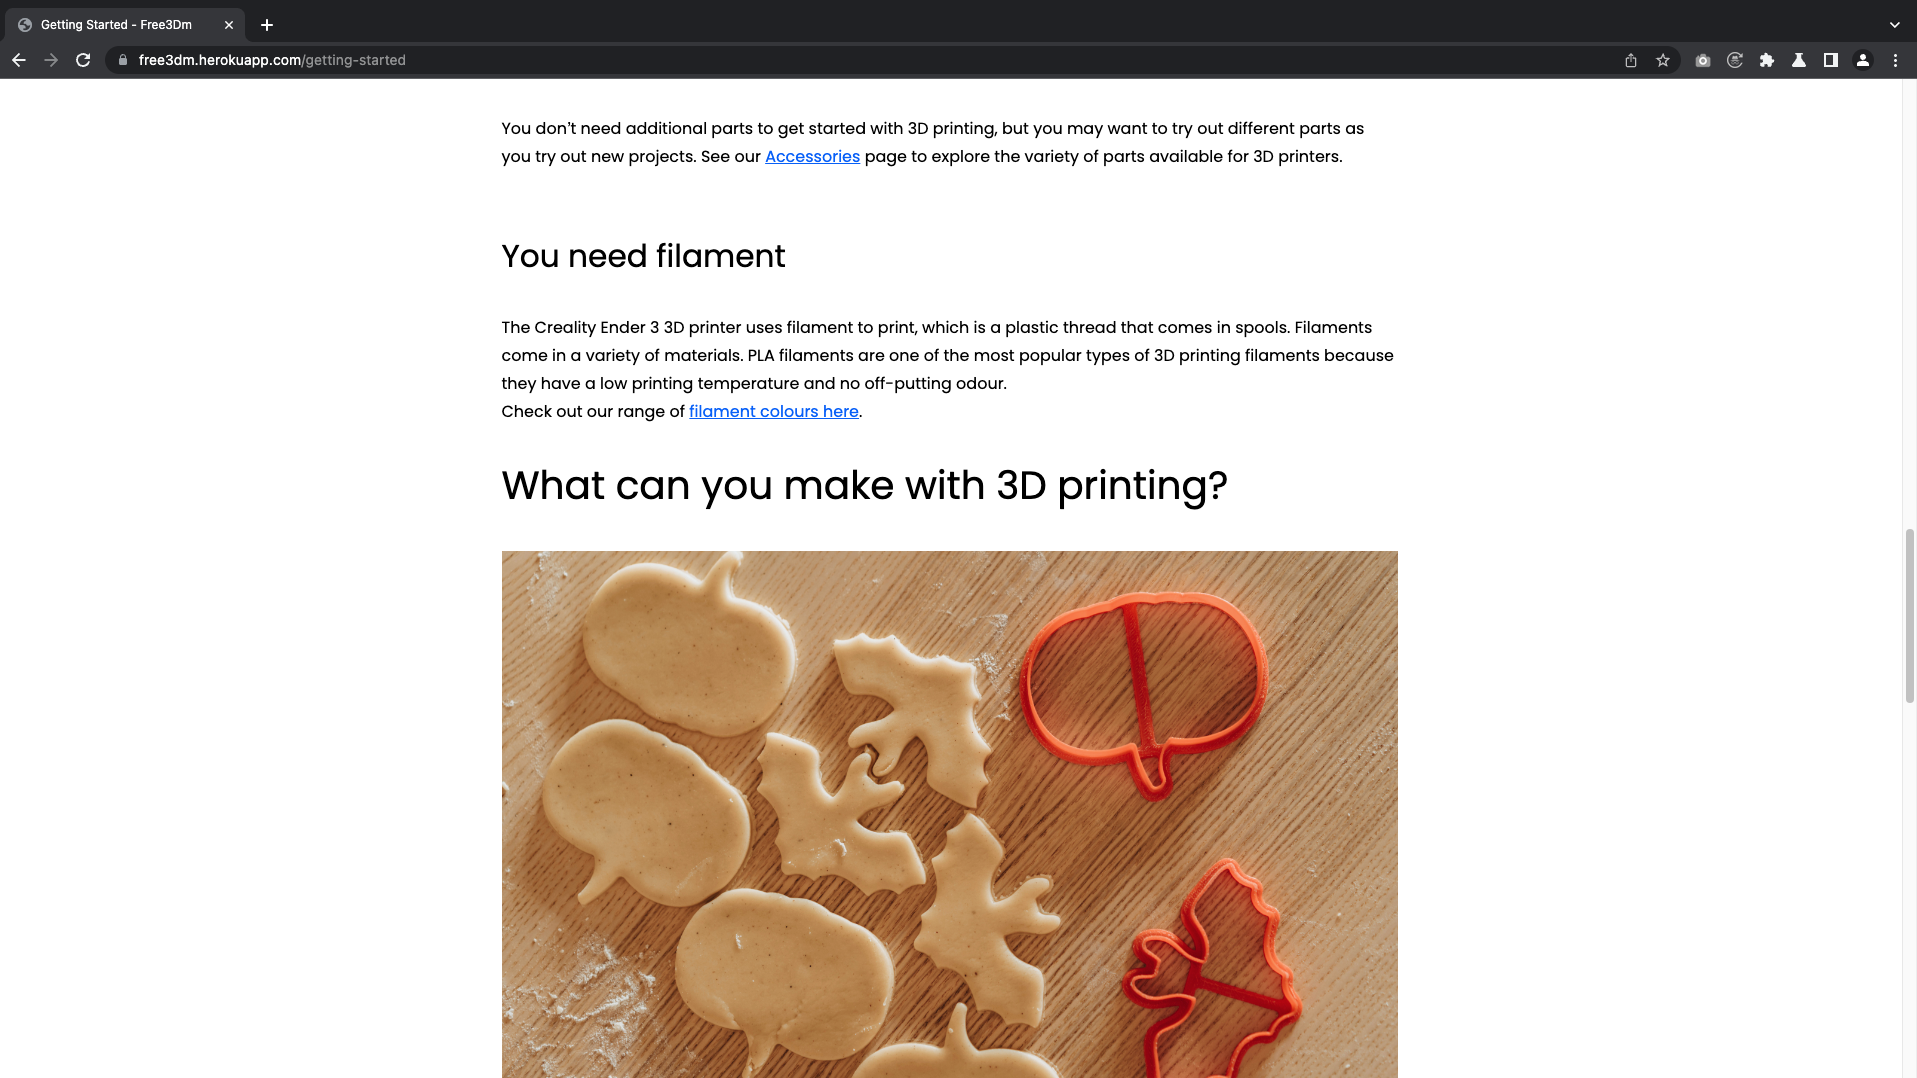 Getting Started - Free3Dm
free3dm.herokuapp.com/getting-started
You don't need additional parts to get started with 3D printing, but you may want to try out different parts as
you try out new projects. See our Accessories page to explore the variety of parts available for 3D printers.
You need filament
The Creality Ender 3 3D printer uses filament to print, which is a plastic thread that comes in spools. Filaments
come in a variety of materials. PLA filaments are one of the most popular types of 3D printing filaments because
they have a low printing temperature and no off-putting odour.
Check out our range of filament colours here.
What can you make with 3D printing?